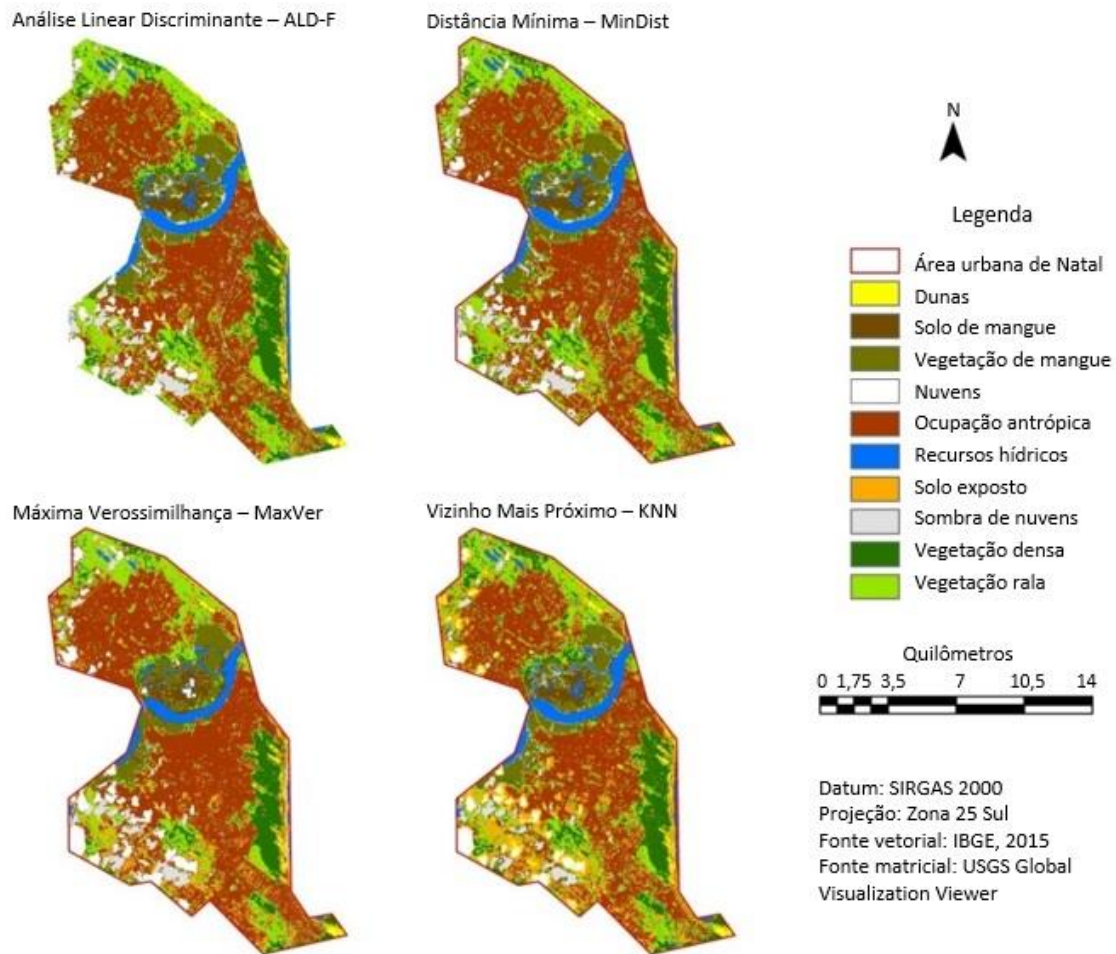 Análise Linear Discriminante – ALD-F
Distância Mínima – MinDist
Máxima Verossimilhança – MaxVer
Vizinho Mais Próximo – KNN
N
Legenda
Área urbana de Natal
Dunas
Solo de mangue
Vegetação de mangue
Nuvens
Ocupação antrópica
Recursos hídricos
Solo exposto
Sombra de nuvens
Vegetação densa
Vegetação rala
Quilômetros
0 1,75 3,5 7 10,5 14
Datum: SIRGAS 2000
Projeção: Zona 25 Sul
Fonte vetorial: IBGE, 2015
Fonte matricial: USGS Global
Visualization Viewer